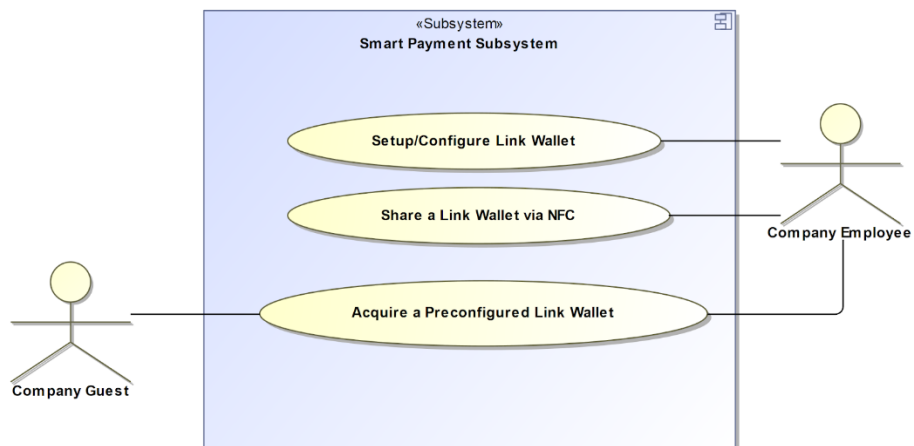 «Subsystem»
Smart Payment Subsystem
Setup/Configure Link Wallet
Share a Link Wallet via NFC
Company Employee
Acquire a Preconfigured Link Wallet
Company Guest